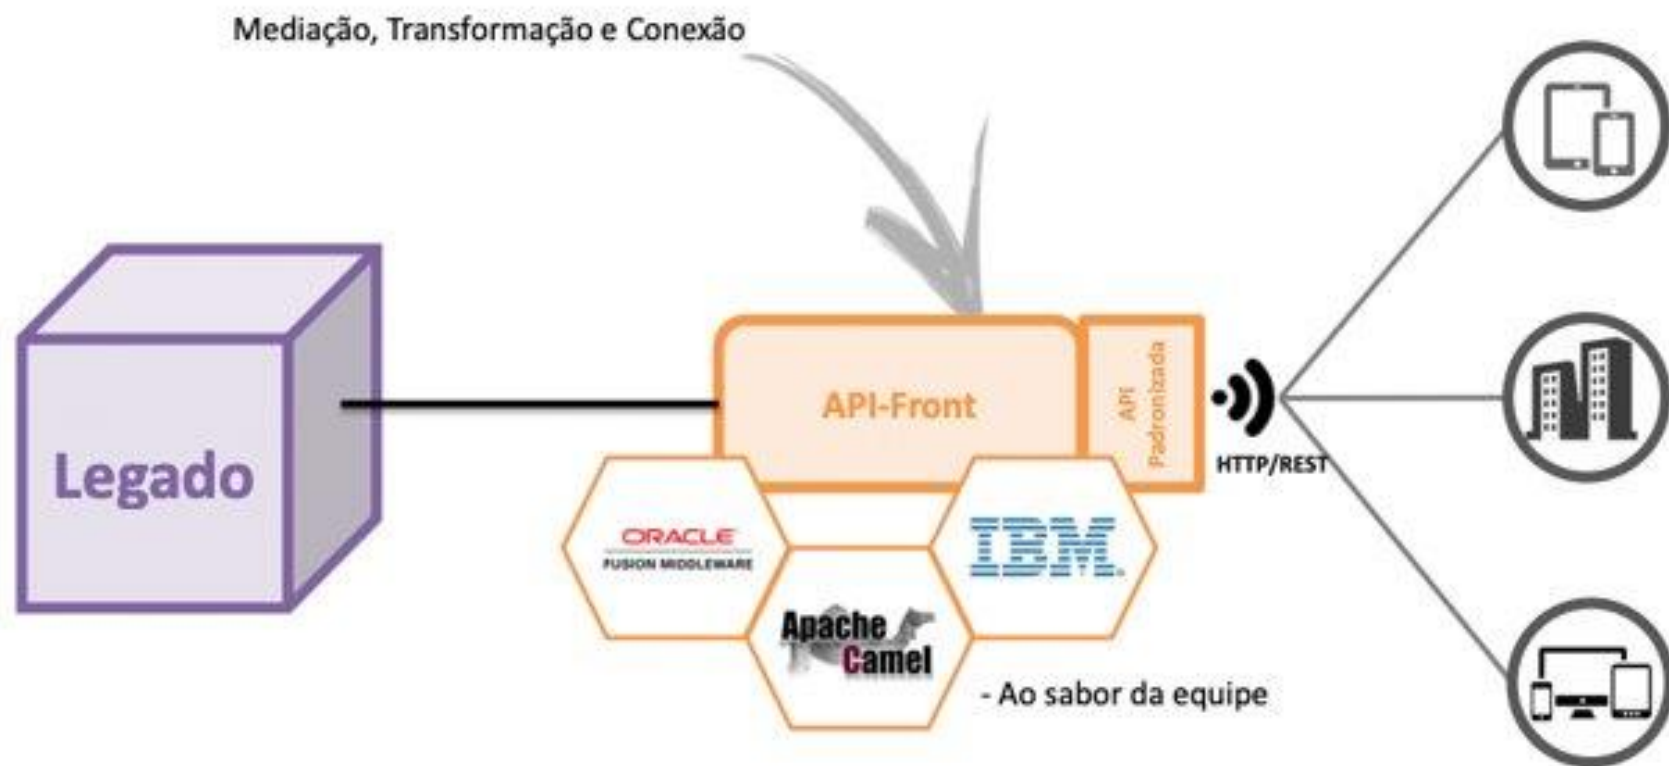 Mediação, Transformação e Conexão
Legado
API-Front
API
Padronizada
HTTP/REST
ORACLE
FUSION MIDDLEWARE
IBM.
Apache
Camel
- Ao sabor da equipe